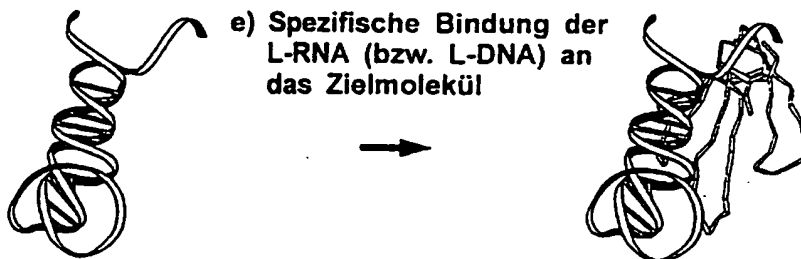 e) Spezifische Bindung der
L-RNA (bzw. L-DNA) an
das Zielmolekül